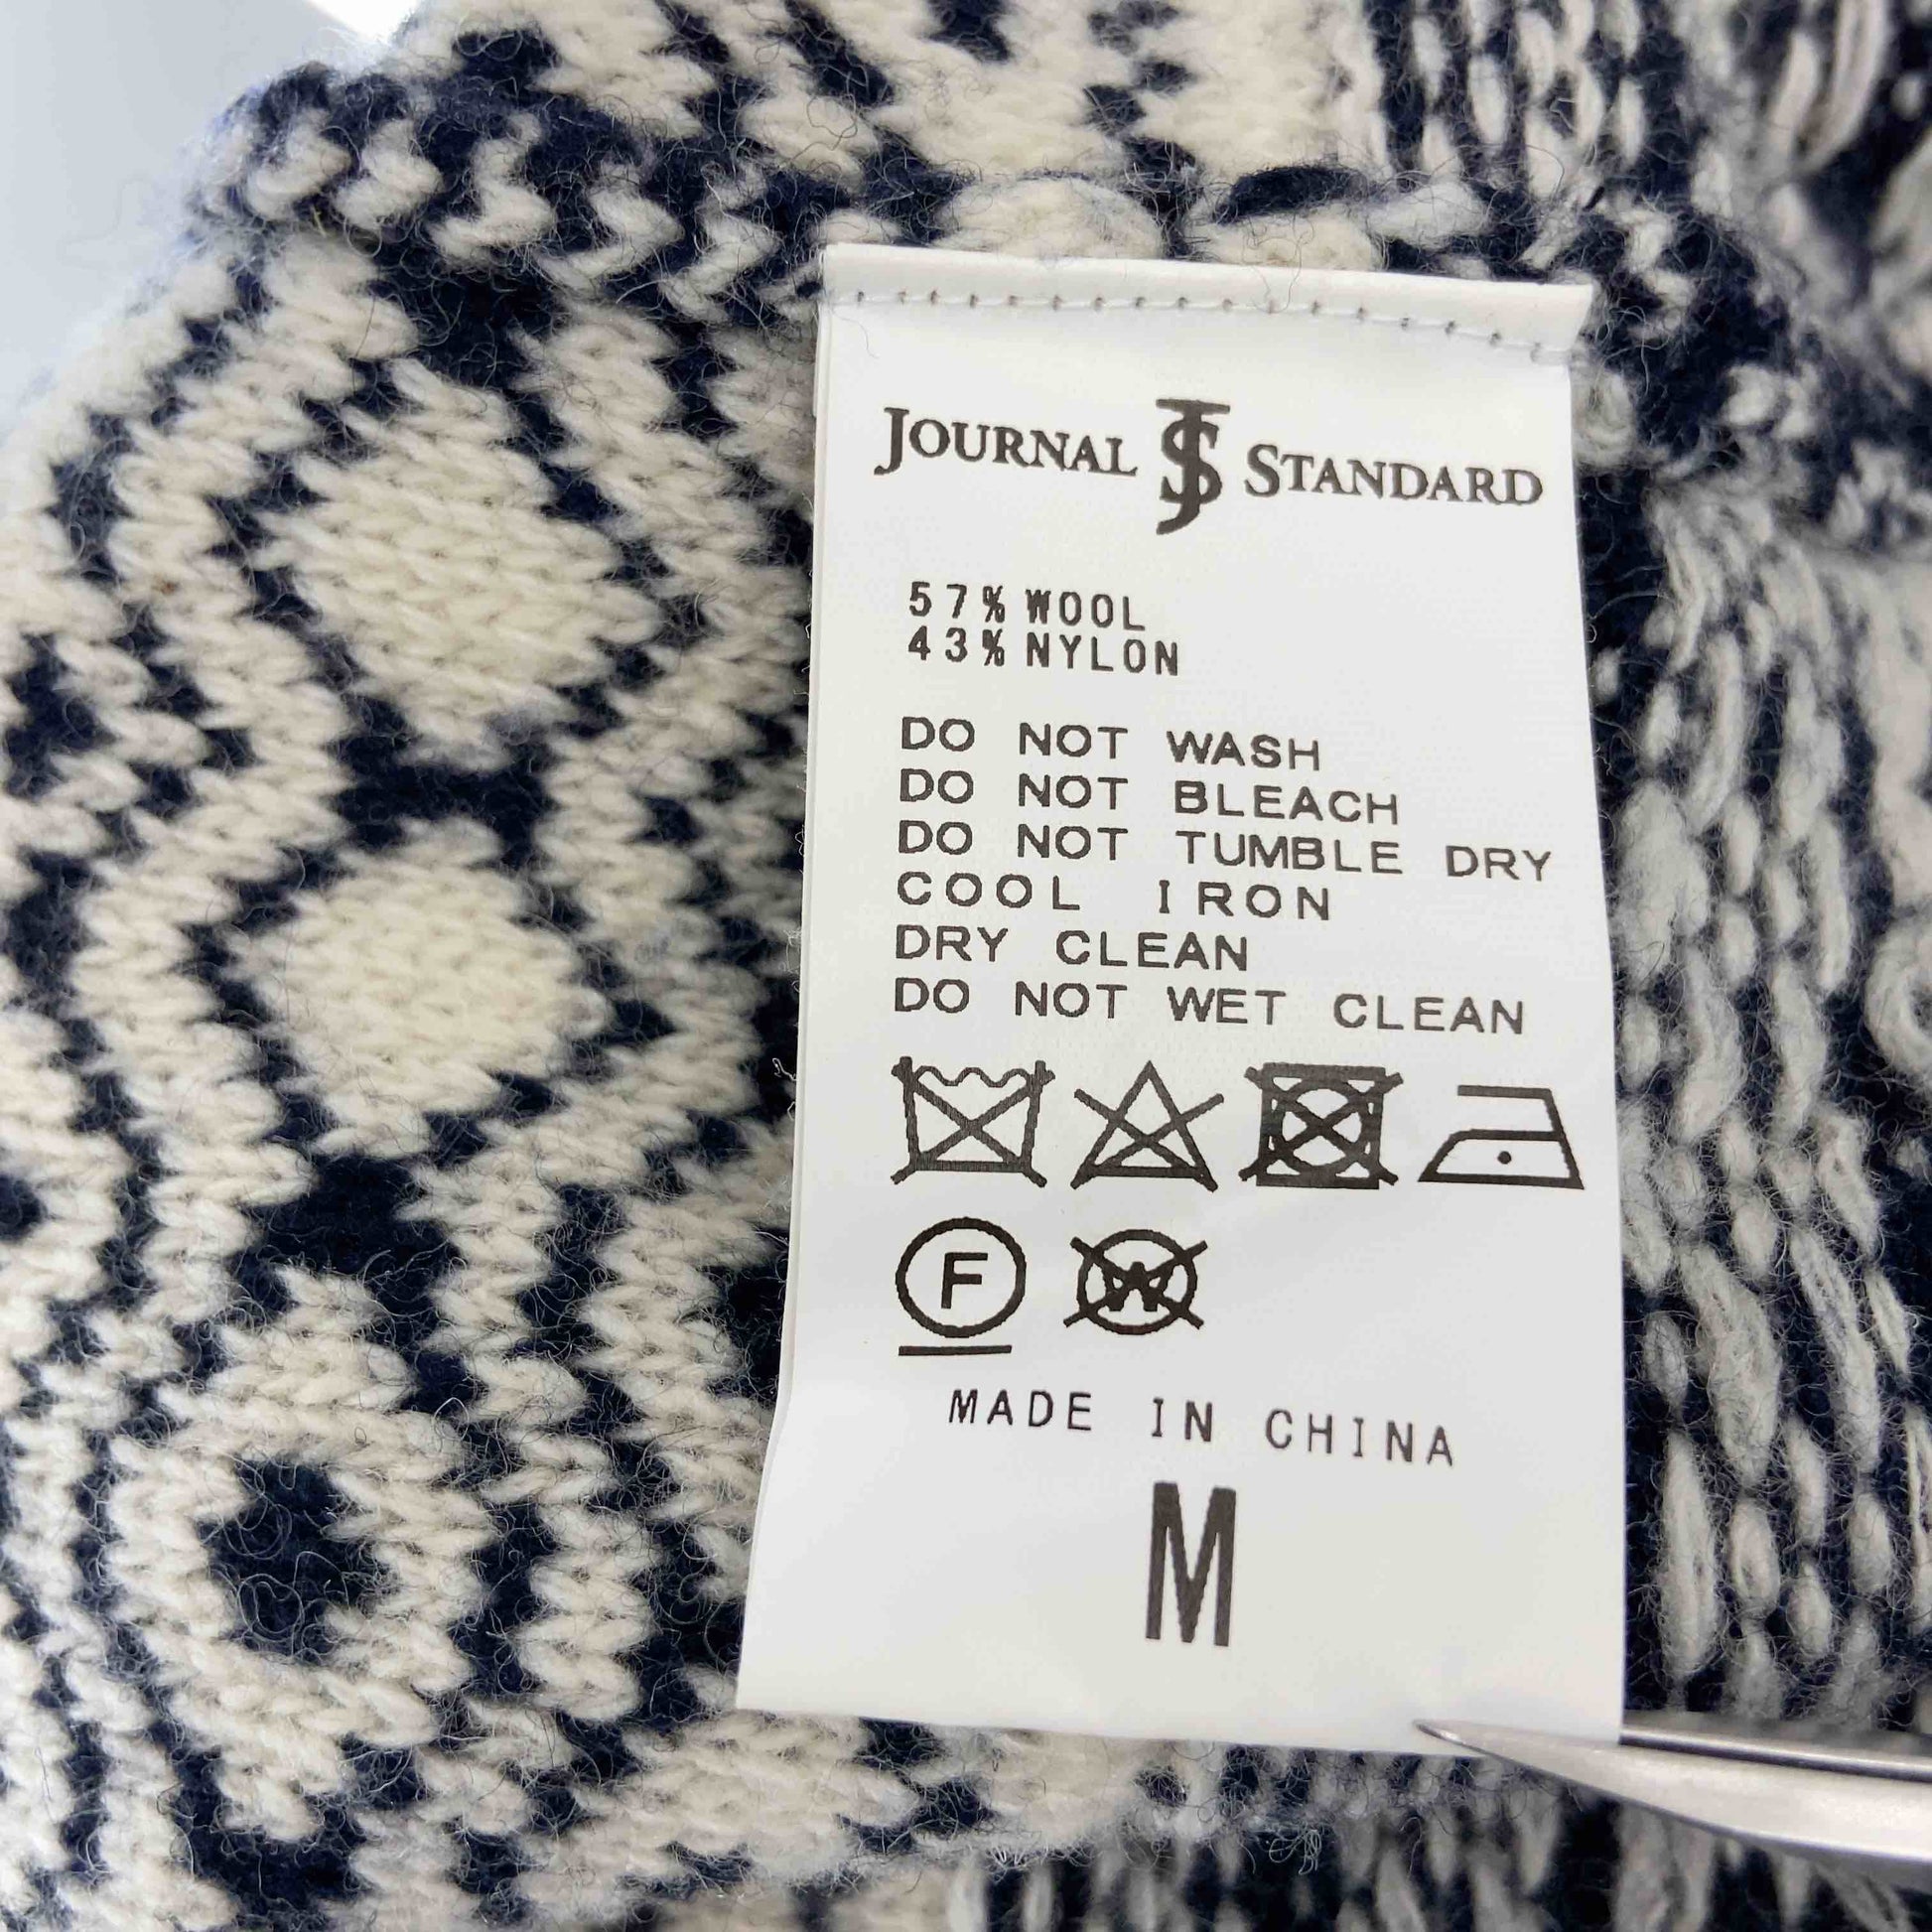 JOURNAL JS STANDARD
57% WOOL
43% NYLON
DO NOT WASH
DO NOT BLEACH
DO NOT TUMBLE DRY
COOL IRON
DRY CLEAN
DO NOT WET CLEAN
F W
MADE IN CHINA
M